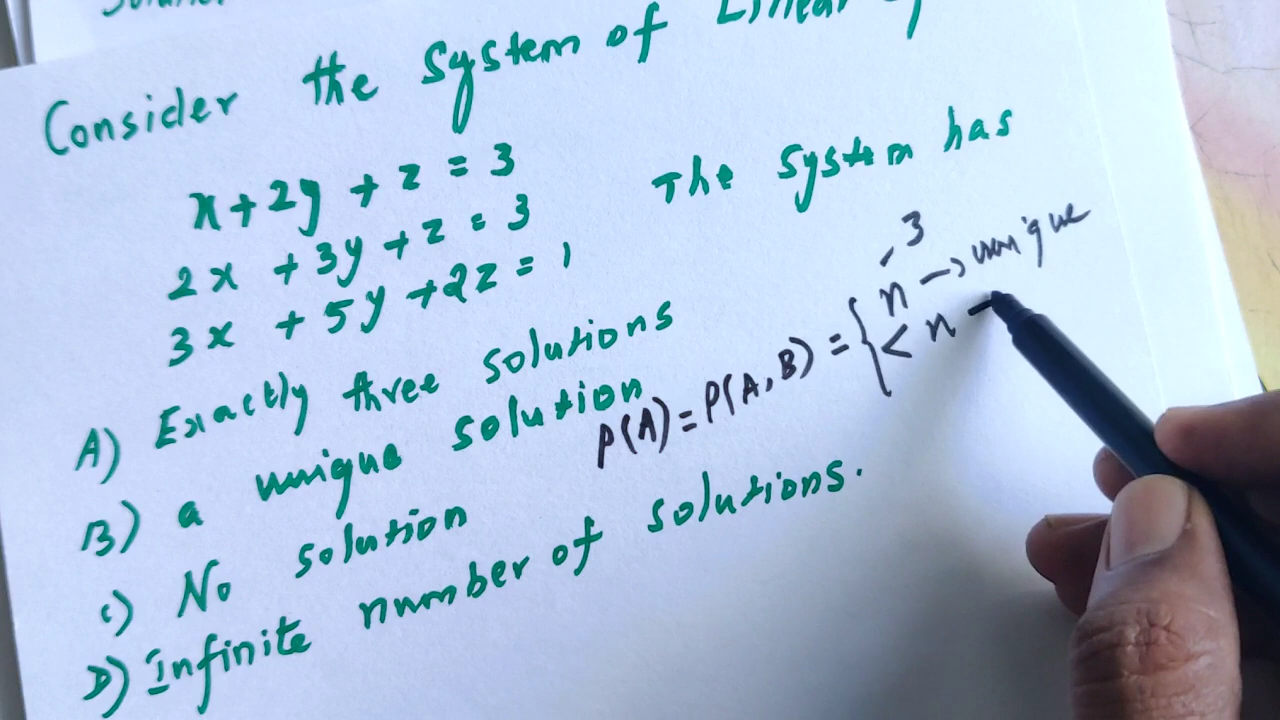 Solution
Consider the system of Linear
x + 2y + z = 3
2x + 3y + z = 3
3x + 5y + 2z = 1
The system has
A) Exactly three solutions
B) a unique solution
C) No solution
D) Infinite number of solutions.
3
ρ(A) = ρ(A, B) = { n → unique
< n -